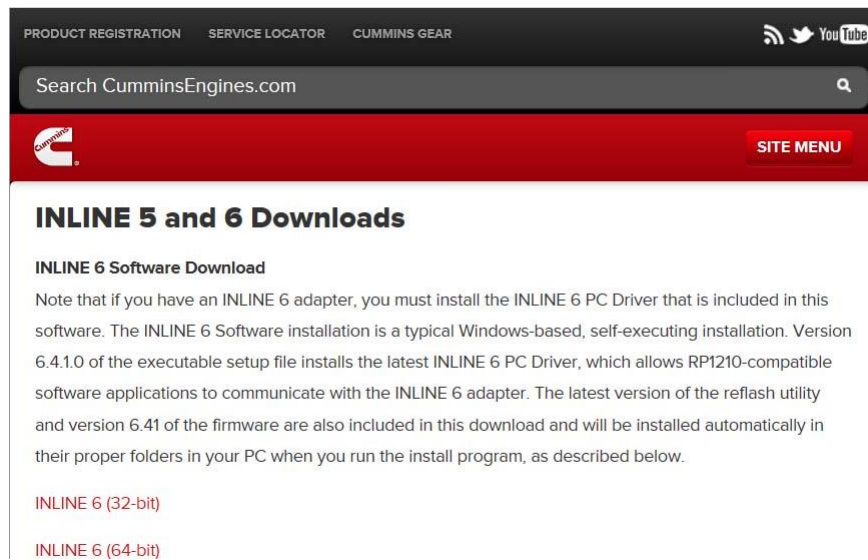 PRODUCT REGISTRATION SERVICE LOCATOR CUMMINS GEAR YouTube
Search CumminsEngines.com
Cummins
SITE MENU
INLINE 5 and 6 Downloads
INLINE 6 Software Download
Note that if you have an INLINE 6 adapter, you must install the INLINE 6 PC Driver that is included in this
software. The INLINE 6 Software installation is a typical Windows-based, self-executing installation. Version
6.4.1.0 of the executable setup file installs the latest INLINE 6 PC Driver, which allows RP1210-compatible
software applications to communicate with the INLINE 6 adapter. The latest version of the reflash utility
and version 6.41 of the firmware are also included in this download and will be installed automatically in
their proper folders in your PC when you run the install program, as described below.
INLINE 6 (32-bit)
INLINE 6 (64-bit)